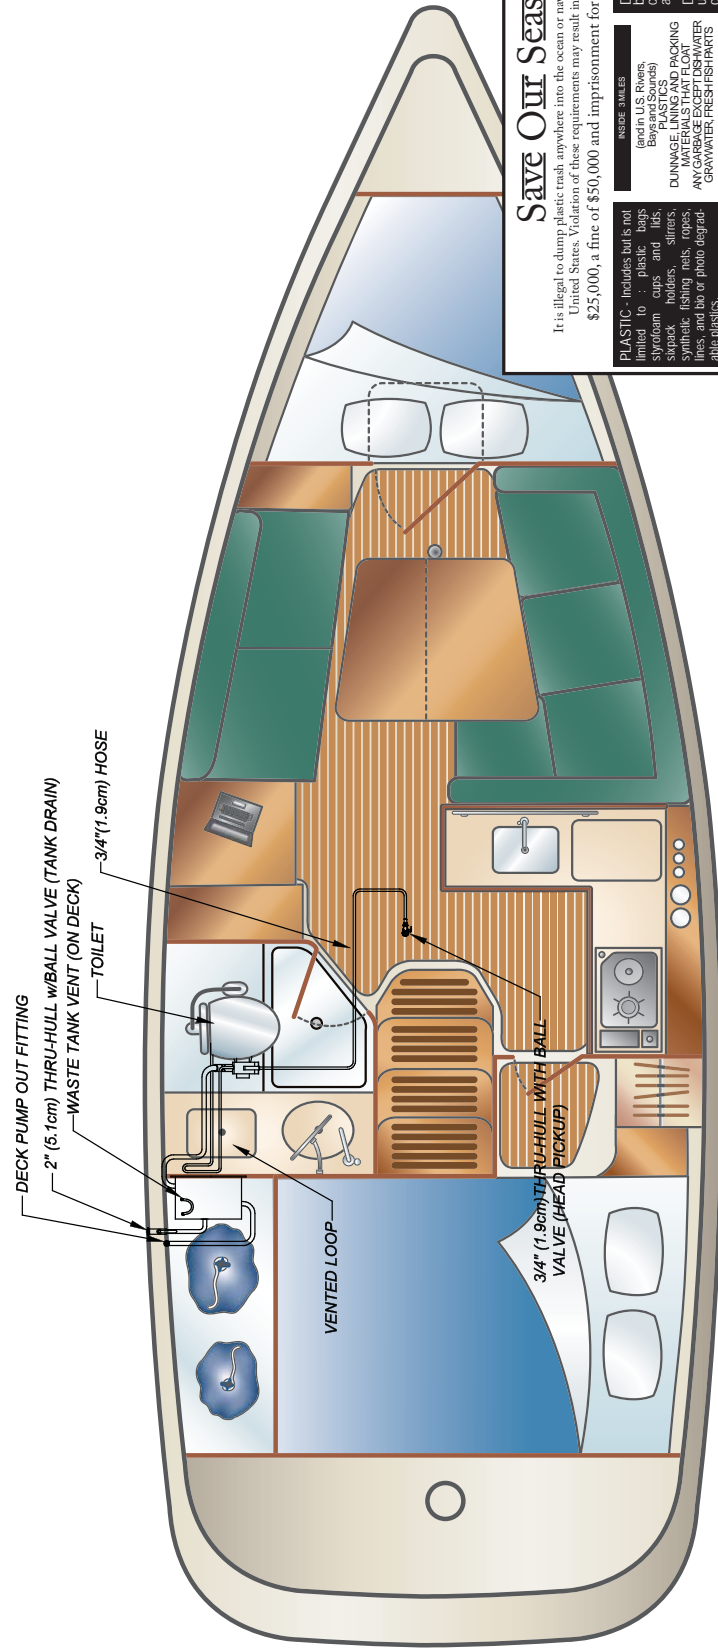 DECK PUMP OUT FITTING
2" (5.1cm) THRU-HULL w/BALL VALVE (TANK DRAIN)
WASTE TANK VENT (ON DECK)
TOILET
3/4"(1.9cm) HOSE
VENTED LOOP
3/4" (1.9cm)THRU-HULL WITH BALL
VALVE (HEAD PICKUP)
Save Our Seas
It is illegal to dump plastic trash anywhere into the ocean or
United States. Violation of these requirements may result in
$25,000, a fine of $50,000 and imprisonment for
PLASTIC - Includes but is not
limited to : plastic bags
styrofoam cups and lids,
sixpack holders, stirrers,
synthetic fishing nets, ropes,
lines, and bio or photo degrad-
able plastics.
INSIDE 3 MILES
(and in U.S. Rivers,
Bays and Sounds)
PLASTICS
DUNNAGE, LINING AND PACKING
MATERIALS THAT FLOAT
ANY GARBAGE EXCEPT DISHWATER
GRAYWATER, FRESH FISH PARTS